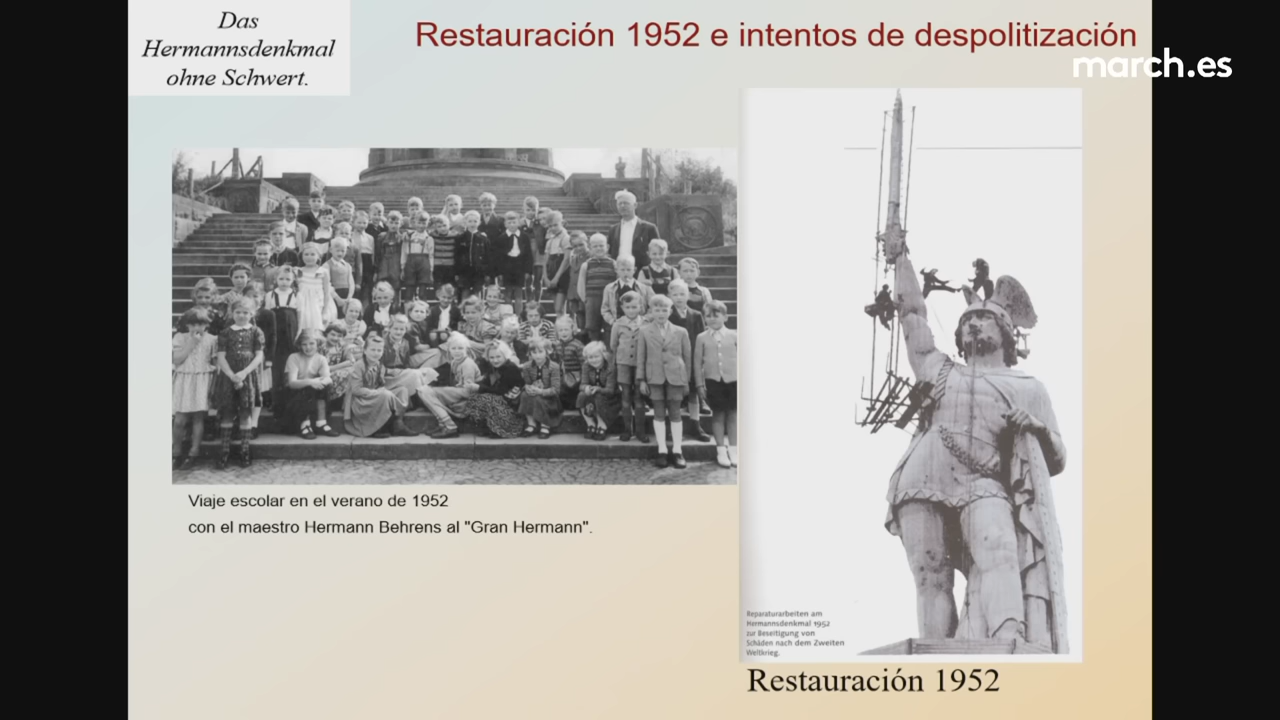 Das
Hermannsdenkmal
ohne Schwert.
Restauración 1952 e intentos de despolitización
march.es
Viaje escolar en el verano de 1952
con el maestro Hermann Behrens al "Gran Hermann".
Reparaturarbeiten am
Hermannsdenkmal 1952
zur Beseitigung von
Schäden nach dem Zweiten
Weltkrieg.
Restauración 1952